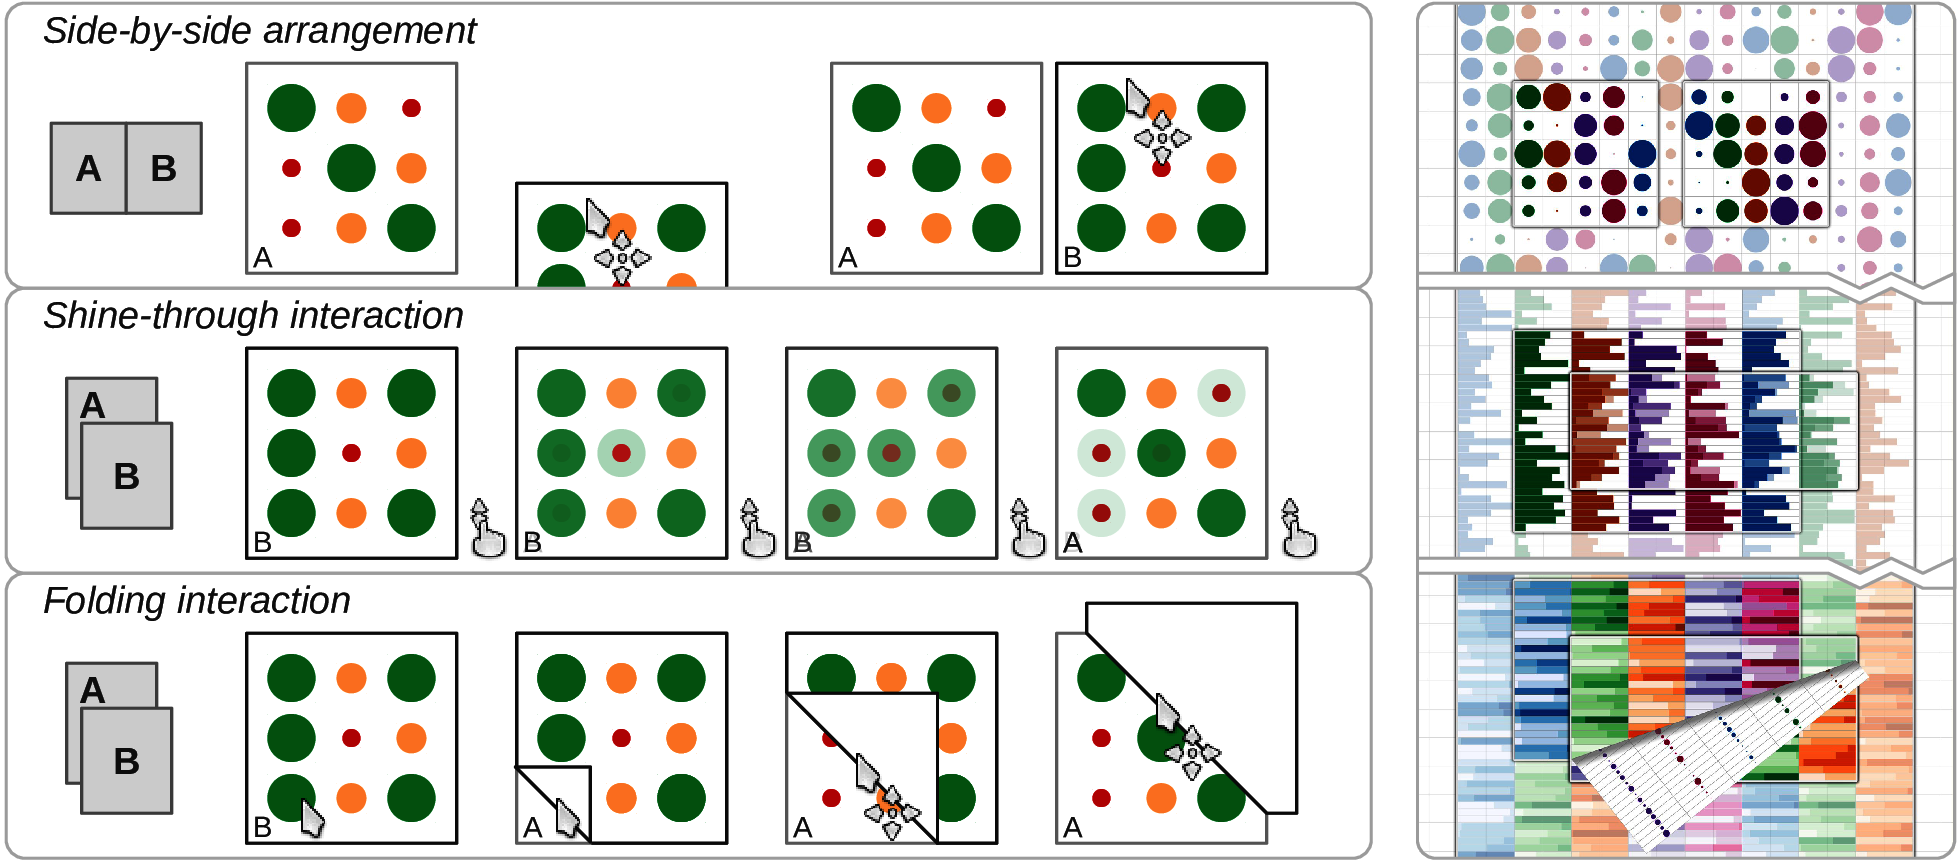 Side-by-side arrangement
A B
A
A
B
Shine-through interaction
A
B
B
B
A
Folding interaction
A
B
B
A
A
A